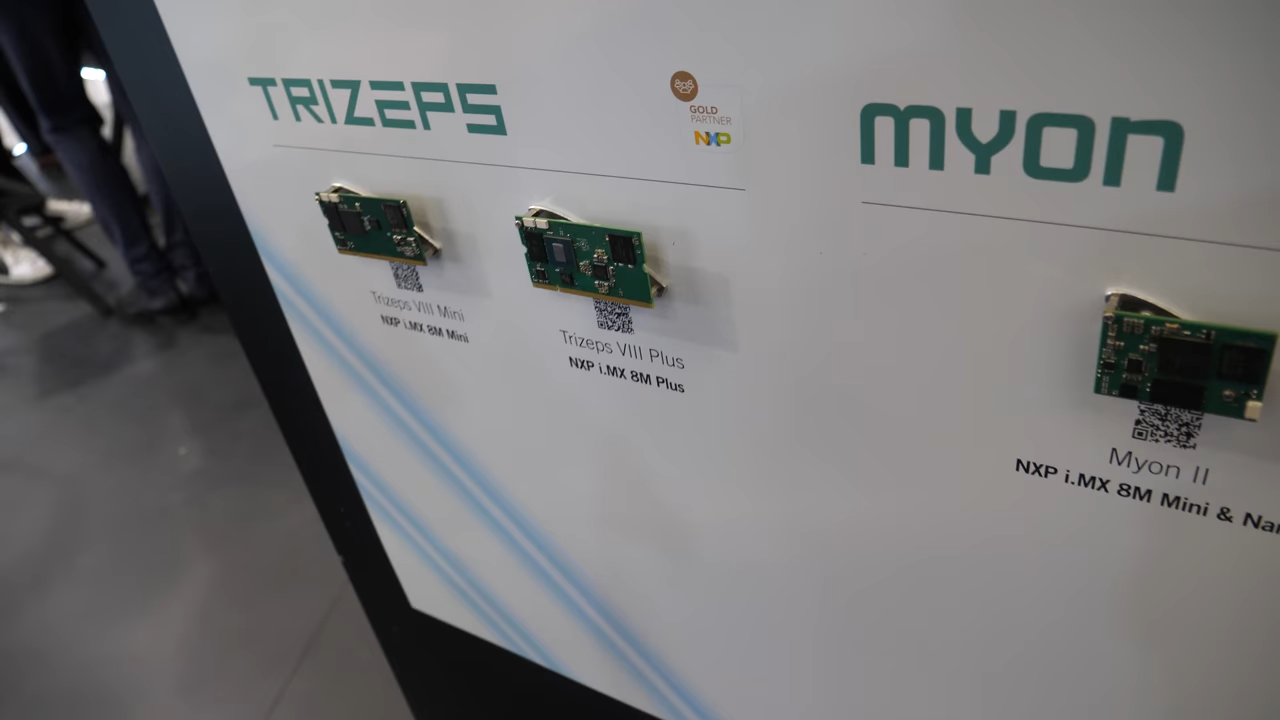 TRIZEPS
GOLD
PARTNER
NXP
MYON
Trizeps VIII Mini
NXP i.MX 8M Mini
Trizeps VIII Plus
NXP i.MX 8M Plus
Myon II
NXP i.MX 8M Mini &